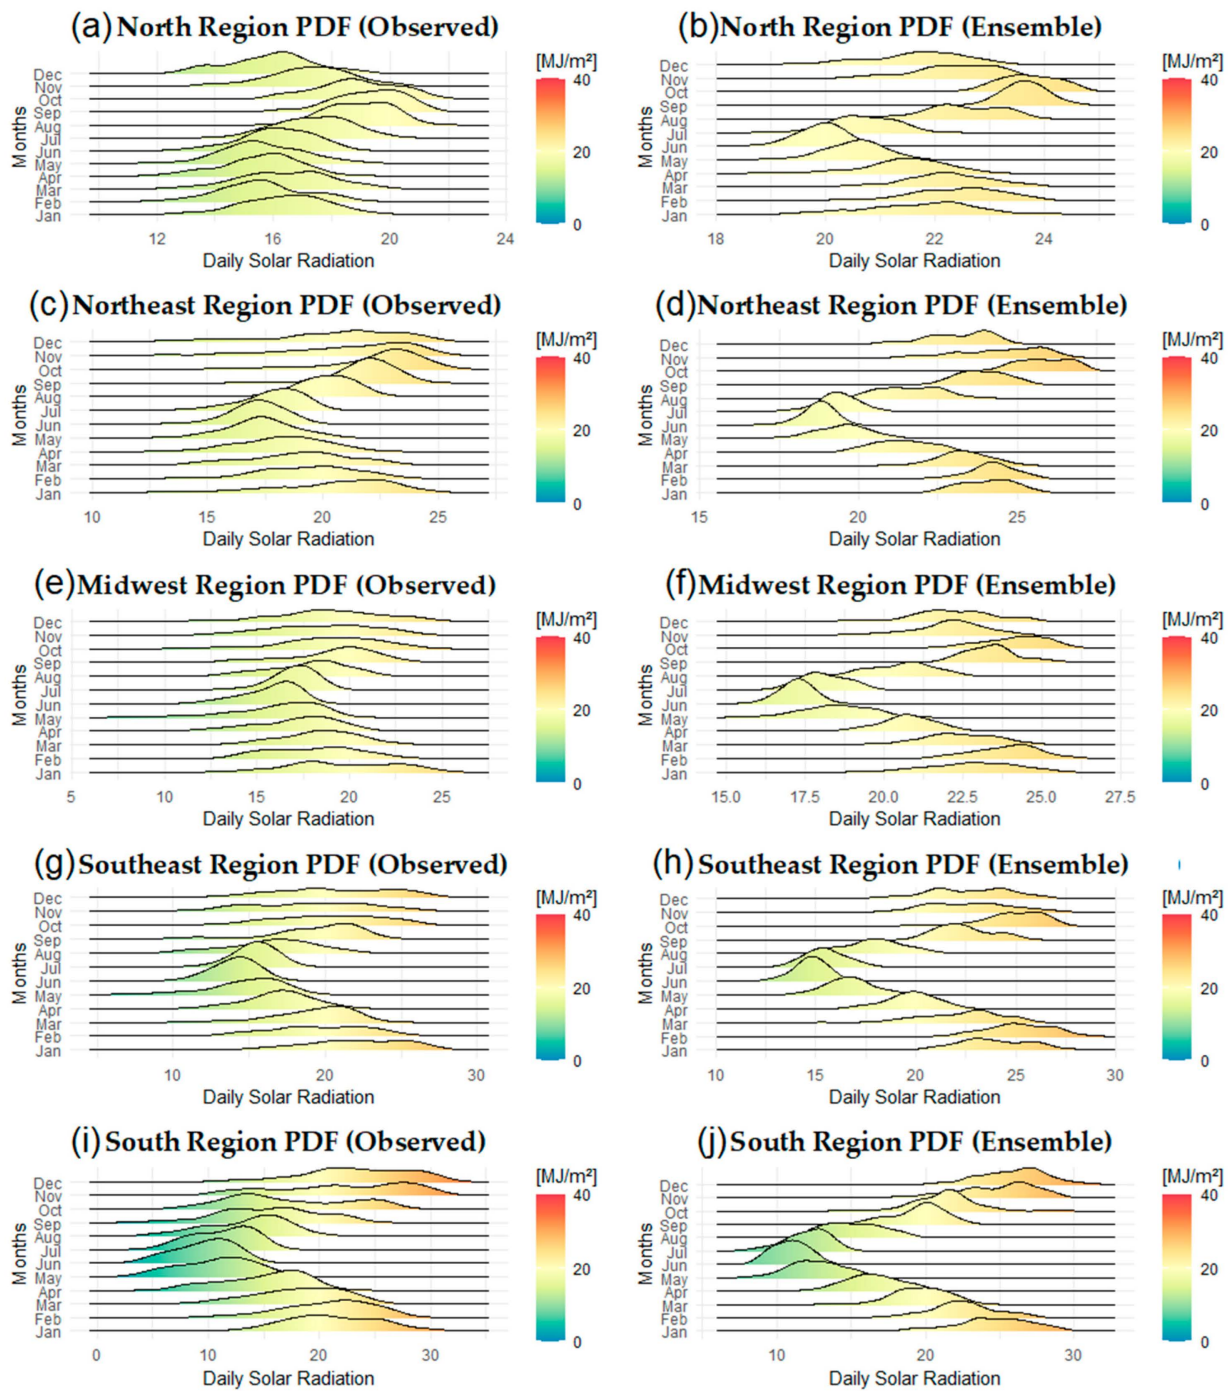 (a) North Region PDF (Observed)
(b) North Region PDF (Ensemble)
[MJ/m²]
40
20
0
Months
Dec
Nov
Oct
Sep
Aug
Jul
Jun
May
Apr
Mar
Feb
Jan
12 16 20 24
Daily Solar Radiation
[MJ/m²]
40
20
0
Months
Dec
Nov
Oct
Sep
Aug
Jul
Jun
May
Apr
Mar
Feb
Jan
18 20 22 24
Daily Solar Radiation
(c) Northeast Region PDF (Observed)
(d) Northeast Region PDF (Ensemble)
[MJ/m²]
40
20
0
Months
Dec
Nov
Oct
Sep
Aug
Jul
Jun
May
Apr
Mar
Feb
Jan
10 15 20 25
Daily Solar Radiation
[MJ/m²]
40
20
0
Months
Dec
Nov
Oct
Sep
Aug
Jul
Jun
May
Apr
Mar
Feb
Jan
15 20 25
Daily Solar Radiation
(e) Midwest Region PDF (Observed)
(f) Midwest Region PDF (Ensemble)
[MJ/m²]
40
20
0
Months
Dec
Nov
Oct
Sep
Aug
Jul
Jun
May
Apr
Mar
Feb
Jan
5 10 15 20 25
Daily Solar Radiation
[MJ/m²]
40
20
0
Months
Dec
Nov
Oct
Sep
Aug
Jul
Jun
May
Apr
Mar
Feb
Jan
15.0 17.5 20.0 22.5 25.0 27.5
Daily Solar Radiation
(g) Southeast Region PDF (Observed)
(h) Southeast Region PDF (Ensemble)
[MJ/m²]
40
20
0
Months
Dec
Nov
Oct
Sep
Aug
Jul
Jun
May
Apr
Mar
Feb
Jan
10 20 30
Daily Solar Radiation
[MJ/m²]
40
20
0
Months
Dec
Nov
Oct
Sep
Aug
Jul
Jun
May
Apr
Mar
Feb
Jan
10 15 20 25 30
Daily Solar Radiation
(i) South Region PDF (Observed)
(j) South Region PDF (Ensemble)
[MJ/m²]
40
20
0
Months
Dec
Nov
Oct
Sep
Aug
Jul
Jun
May
Apr
Mar
Feb
Jan
0 10 20 30
Daily Solar Radiation
[MJ/m²]
40
20
0
Months
Dec
Nov
Oct
Sep
Aug
Jul
Jun
May
Apr
Mar
Feb
Jan
10 20 30
Daily Solar Radiation